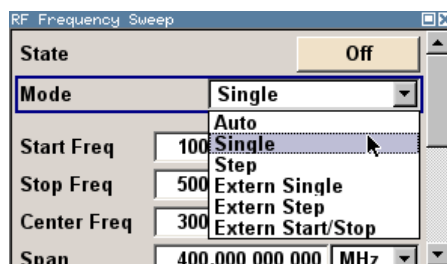 RF Frequency Sweep
State Off
Mode Single
Auto
Start Freq 100 Single
Step
Stop Freq 500 Extern Single
Extern Step
Center Freq 300 Extern Start/Stop
Span 400.000 000 000 MHz